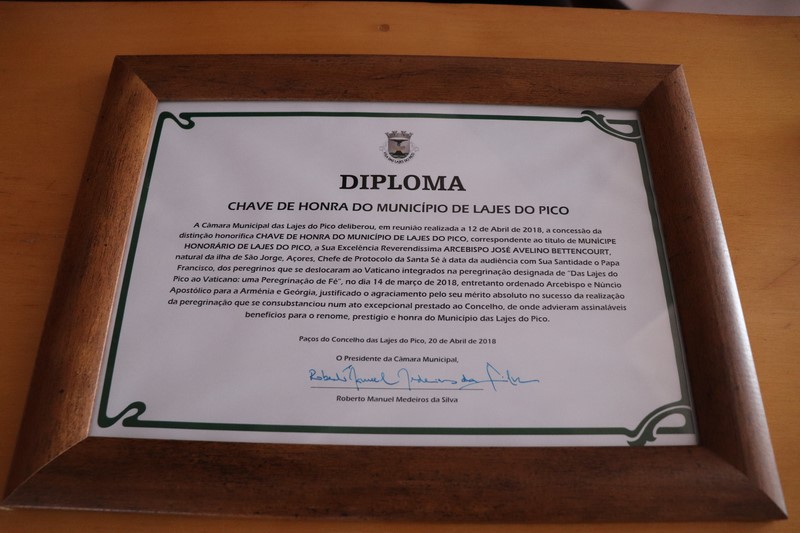 DIPLOMA
CHAVE DE HONRA DO MUNICÍPIO DE LAJES DO PICO
A Câmara Municipal das Lajes do Pico deliberou, em reunião realizada a 12 de Abril de 2018, a concessão da
distinção honorífica CHAVE DE HONRA DO MUNICÍPIO DE LAJES DO PICO, correspondente ao título de MUNÍCIPE
HONORÁRIO DE LAJES DO PICO, a Sua Excelência Reverendíssima ARCEBISPO JOSÉ AVELINO BETTENCOURT,
natural da ilha de São Jorge, Açores, Chefe de Protocolo da Santa Sé à data da audiência com Sua Santidade o Papa
Francisco, dos peregrinos que se deslocaram ao Vaticano integrados na peregrinação designada de "Das Lajes do
Pico ao Vaticano: uma Peregrinação de Fé", no dia 14 de março de 2018, entretanto ordenado Arcebispo e Núncio
Apostólico para a Arménia e Geórgia, justificado o agraciamento pelo seu mérito absoluto no sucesso da realização
da peregrinação que se consubstanciou num ato excepcional prestado ao Concelho, de onde advieram assinaláveis
benefícios para o renome, prestígio e honra do Município das Lajes do Pico.
Paços do Concelho das Lajes do Pico, 20 de Abril de 2018
O Presidente da Câmara Municipal,
Roberto Manuel Medeiros da Silva
Roberto Manuel Medeiros da Silva